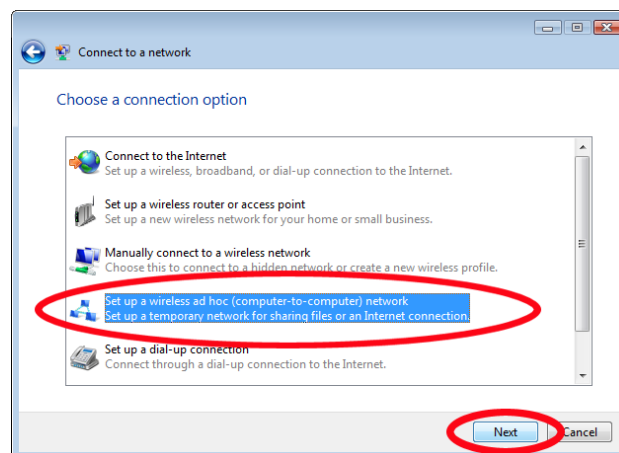 Connect to a network
Choose a connection option
Connect to the Internet
Set up a wireless, broadband, or dial-up connection to the Internet.
Set up a wireless router or access point
Set up a new wireless network for your home or small business.
Manually connect to a wireless network
Choose this to connect to a hidden network or create a new wireless profile.
Set up a wireless ad hoc (computer-to-computer) network
Set up a temporary network for sharing files or an Internet connection.
Set up a dial-up connection
Connect through a dial-up connection to the Internet.
Next Cancel